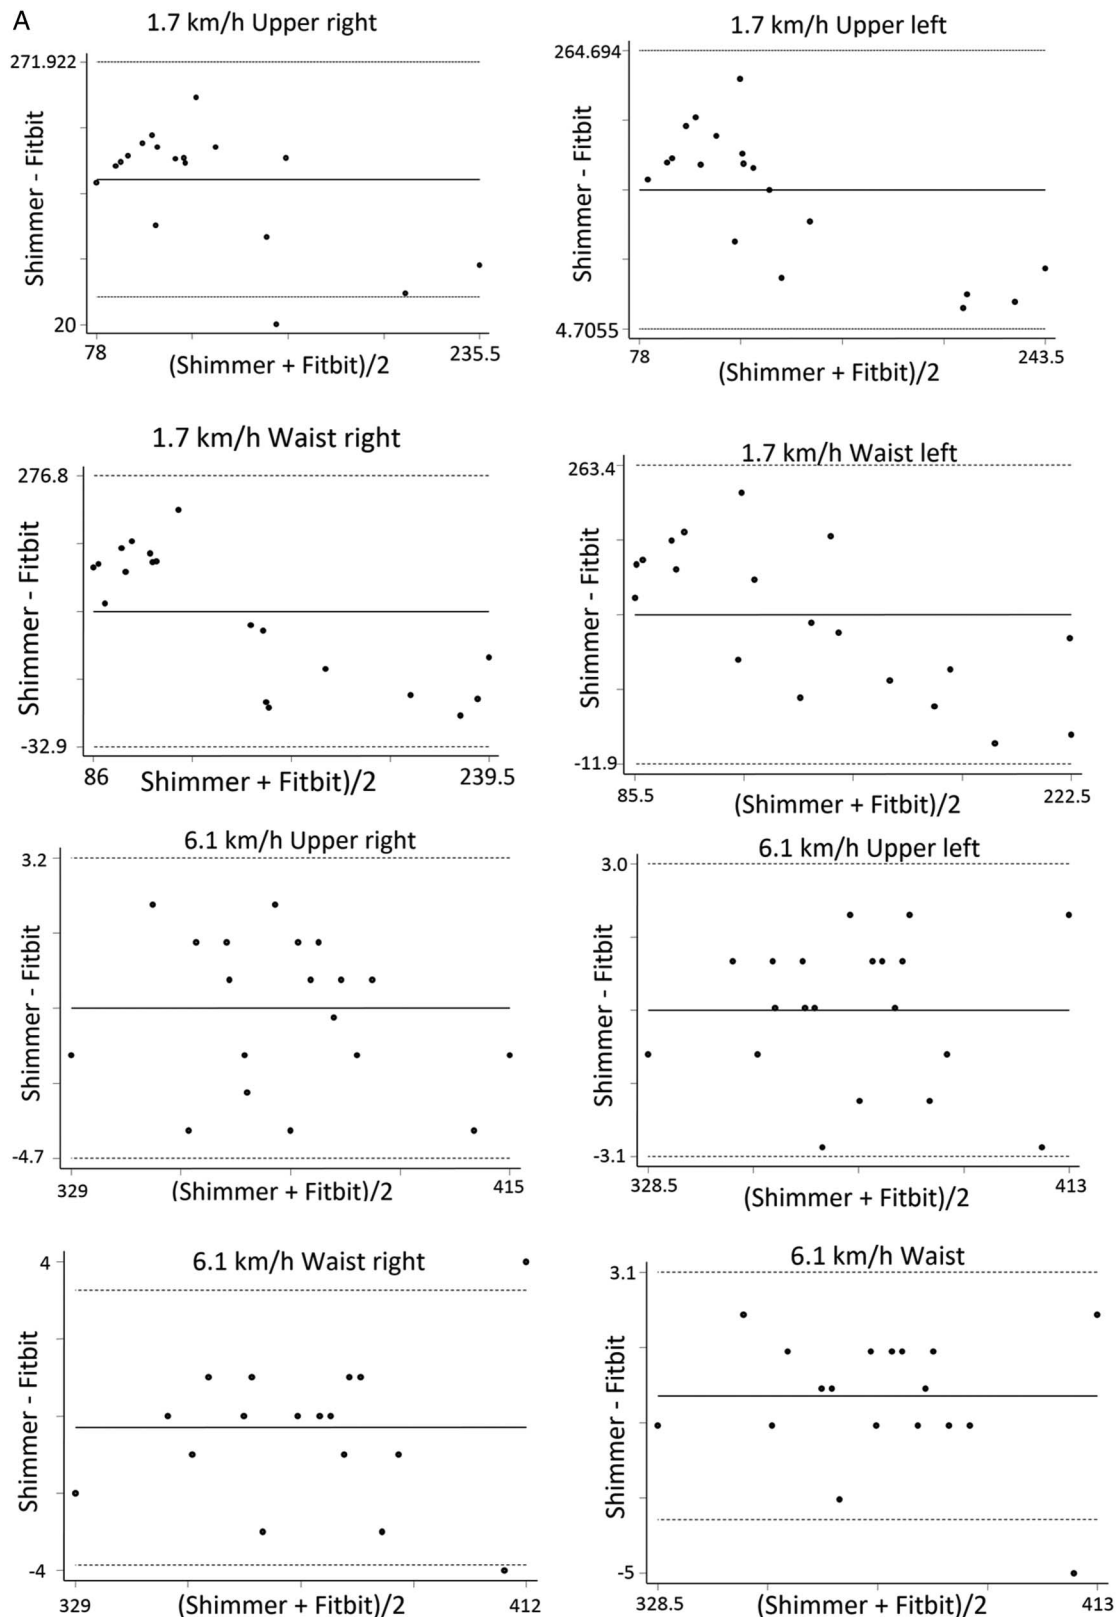 A
1.7 km/h Upper right
271.922
Shimmer - Fitbit
20
78
235.5
(Shimmer + Fitbit)/2
1.7 km/h Upper left
264.694
Shimmer - Fitbit
4.7055
78
243.5
(Shimmer + Fitbit)/2
1.7 km/h Waist right
276.8
Shimmer - Fitbit
-32.9
86
Shimmer + Fitbit)/2
239.5
1.7 km/h Waist left
263.4
Shimmer - Fitbit
-11.9
85.5
(Shimmer + Fitbit)/2
222.5
6.1 km/h Upper right
3.2
Shimmer - Fitbit
-4.7
329
(Shimmer + Fitbit)/2
415
6.1 km/h Upper left
3.0
Shimmer - Fitbit
-3.1
328.5
(Shimmer + Fitbit)/2
413
6.1 km/h Waist right
4
Shimmer - Fitbit
-4
329
(Shimmer + Fitbit)/2
412
6.1 km/h Waist
3.1
Shimmer - Fitbit
-5
328.5
(Shimmer + Fitbit)/2
413